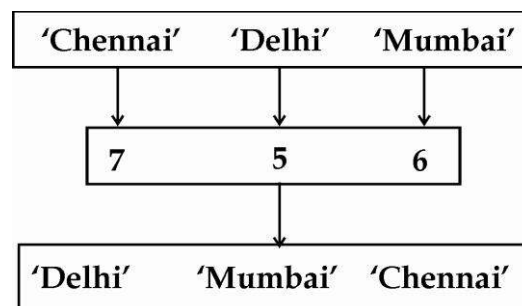 ‘Chennai’ ‘Delhi’ ‘Mumbai’
7 5 6
‘Delhi’ ‘Mumbai’ ‘Chennai’